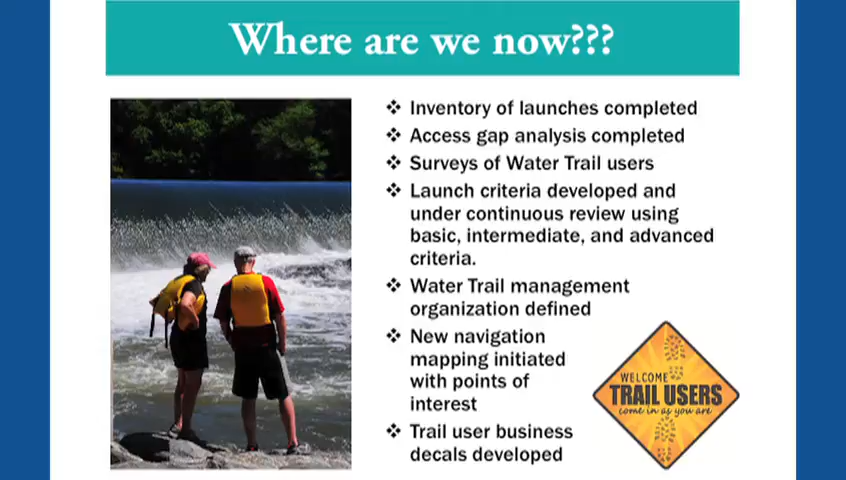 Where are we now???
❖ Inventory of launches completed
❖ Access gap analysis completed
❖ Surveys of Water Trail users
❖ Launch criteria developed and
under continuous review using
basic, intermediate, and advanced
criteria.
❖ Water Trail management
organization defined
❖ New navigation
mapping initiated
with points of
interest
❖ Trail user business
decals developed
WELCOME
TRAIL USERS
come in as you are